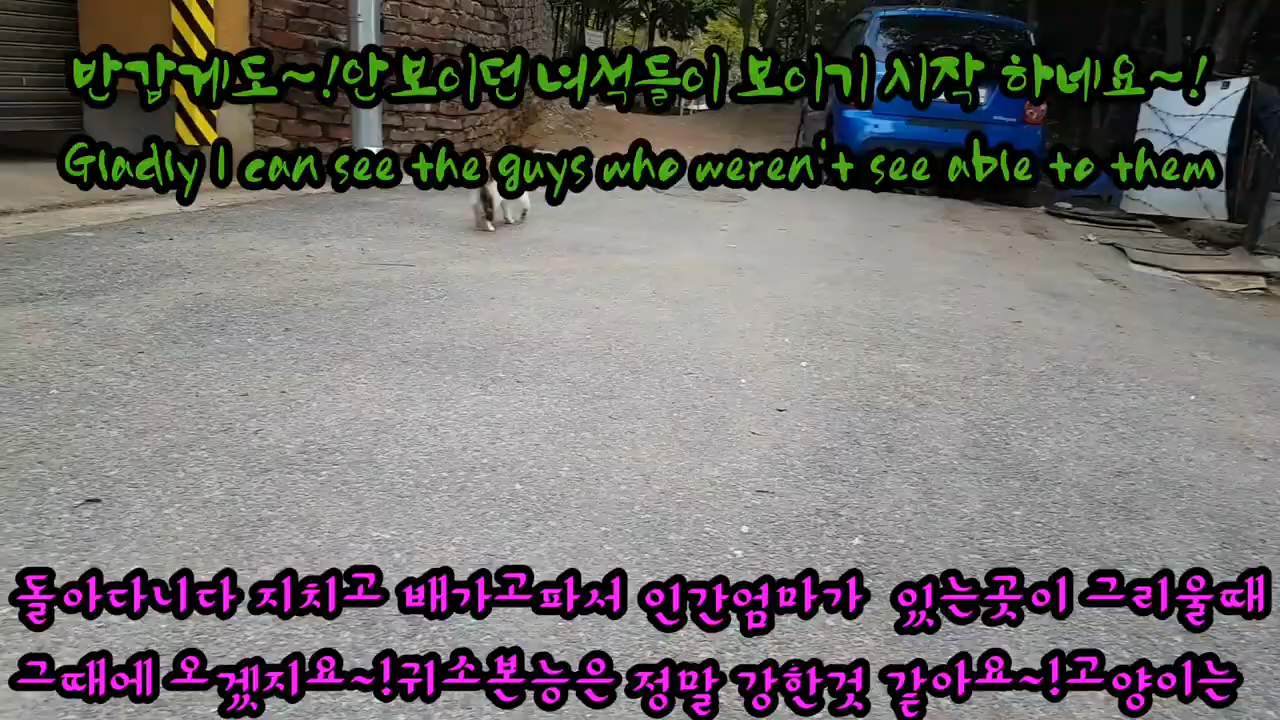 반갑게도~!안보이던 녀석들이 보이기 시작 하네요~!
Gladly I can see the guys who weren't see able to them
돌아다니다 지치고 배가고파서 인간엄마가 있는곳이 그리울때
그때에 오겠지요~!귀소본능은 정말 강한것 같아요~!고양이는